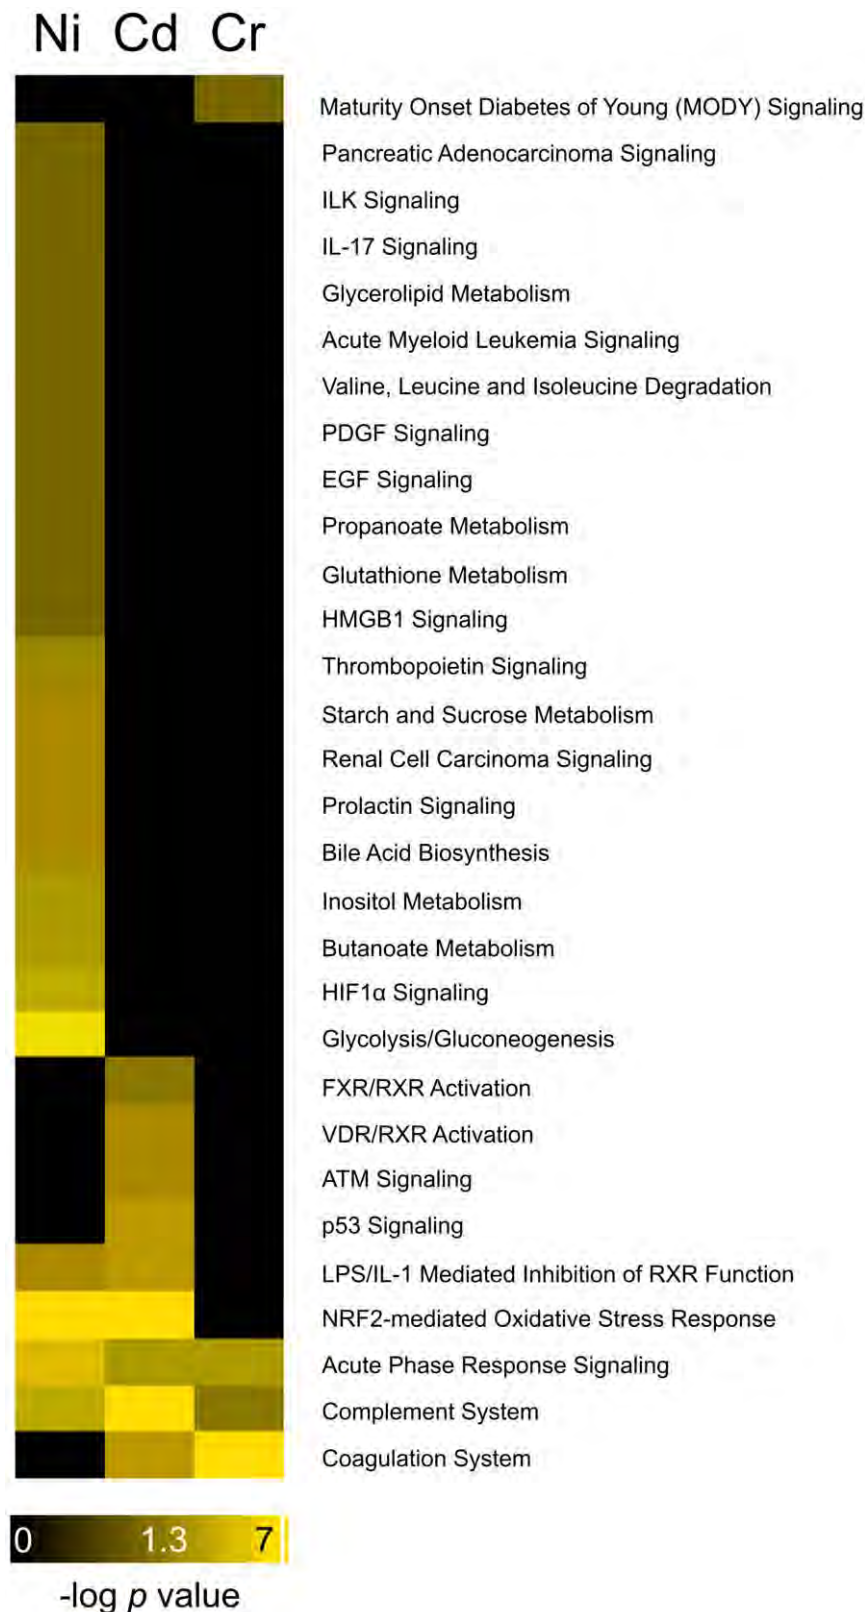 Ni Cd Cr
Maturity Onset Diabetes of Young (MODY) Signaling
Pancreatic Adenocarcinoma Signaling
ILK Signaling
IL-17 Signaling
Glycerolipid Metabolism
Acute Myeloid Leukemia Signaling
Valine, Leucine and Isoleucine Degradation
PDGF Signaling
EGF Signaling
Propanoate Metabolism
Glutathione Metabolism
HMGB1 Signaling
Thrombopoietin Signaling
Starch and Sucrose Metabolism
Renal Cell Carcinoma Signaling
Prolactin Signaling
Bile Acid Biosynthesis
Inositol Metabolism
Butanoate Metabolism
HIF1α Signaling
Glycolysis/Gluconeogenesis
FXR/RXR Activation
VDR/RXR Activation
ATM Signaling
p53 Signaling
LPS/IL-1 Mediated Inhibition of RXR Function
NRF2-mediated Oxidative Stress Response
Acute Phase Response Signaling
Complement System
Coagulation System
0 1.3 7
-log p value